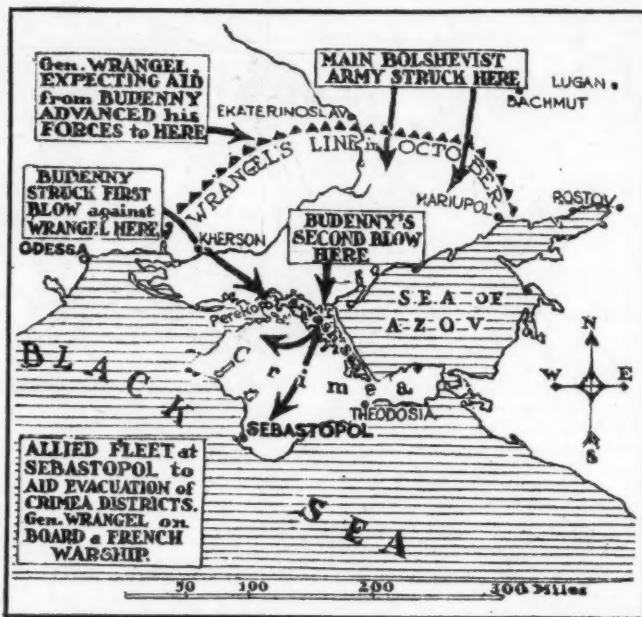 Gen. WRANGEL,
EXPECTING AID
from BUDENNY
ADVANCED his
FORCES to HERE
MAIN BOLSHEVIST
ARMY STRUCK HERE
LUGAN
BACHMUT
EKATERINOSLAV
WRANGEL'S LINE in OCTOBER
BUDENNY
STRUCK FIRST
BLOW against
WRANGEL HERE
MARIUPOL
ROSTOV
BUDENNY'S
SECOND BLOW
HERE
KHERSON
ODESSA
SEA OF
AZOV
Perekop
Crimea
N
W E
S
THEODOSIA
SEBASTOPOL
BLACK
SEA
ALLIED FLEET at
SEBASTOPOL to
AID EVACUATION of
CRIMEA DISTRICTS.
Gen. WRANGEL on
BOARD a FRENCH
WARSHIP.
50 100 200 300 Miles